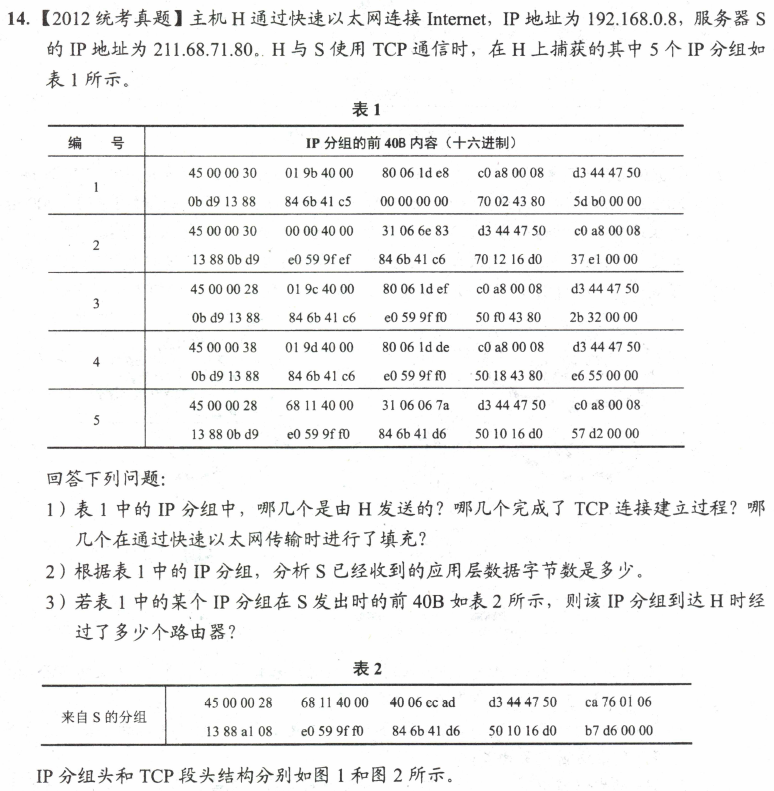 14.【2012 统考真题】主机 H 通过快速以太网连接 Internet，IP 地址为 192.168.0.8，服务器 S
的 IP 地址为 211.68.71.80。H 与 S 使用 TCP 通信时，在 H 上捕获的其中 5 个 IP 分组如
表 1 所示。
表 1
编 号 IP 分组的前 40B 内容（十六进制）
1 45 00 00 30 01 9b 40 00 80 06 1d e8 c0 a8 00 08 d3 44 47 50
0b d9 13 88 84 6b 41 c5 00 00 00 00 70 02 43 80 5d b0 00 00
2 45 00 00 30 00 00 40 00 31 06 6e 83 d3 44 47 50 c0 a8 00 08
13 88 0b d9 e0 59 9f ef 84 6b 41 c6 70 12 16 d0 37 e1 00 00
3 45 00 00 28 01 9c 40 00 80 06 1d ef c0 a8 00 08 d3 44 47 50
0b d9 13 88 84 6b 41 c6 e0 59 9f f0 50 f0 43 80 2b 32 00 00
4 45 00 00 38 01 9d 40 00 80 06 1d de c0 a8 00 08 d3 44 47 50
0b d9 13 88 84 6b 41 c6 e0 59 9f f0 50 18 43 80 e6 55 00 00
5 45 00 00 28 68 11 40 00 31 06 06 7a d3 44 47 50 c0 a8 00 08
13 88 0b d9 e0 59 9f f0 84 6b 41 d6 50 10 16 d0 57 d2 00 00
回答下列问题：
1）表 1 中的 IP 分组中，哪几个是由 H 发送的？哪几个完成了 TCP 连接建立过程？哪
几个在通过快速以太网传输时进行了填充？
2）根据表 1 中的 IP 分组，分析 S 已经收到的应用层数据字节数是多少。
3）若表 1 中的某个 IP 分组在 S 发出时的前 40B 如表 2 所示，则该 IP 分组到达 H 时经
过了多少个路由器？
表 2
来自 S 的分组 45 00 00 28 68 11 40 00 40 06 cc ad d3 44 47 50 ca 76 01 06
13 88 a1 08 e0 59 9f f0 84 6b 41 d6 50 10 16 d0 b7 d6 00 00
IP 分组头和 TCP 段头结构分别如图 1 和图 2 所示。